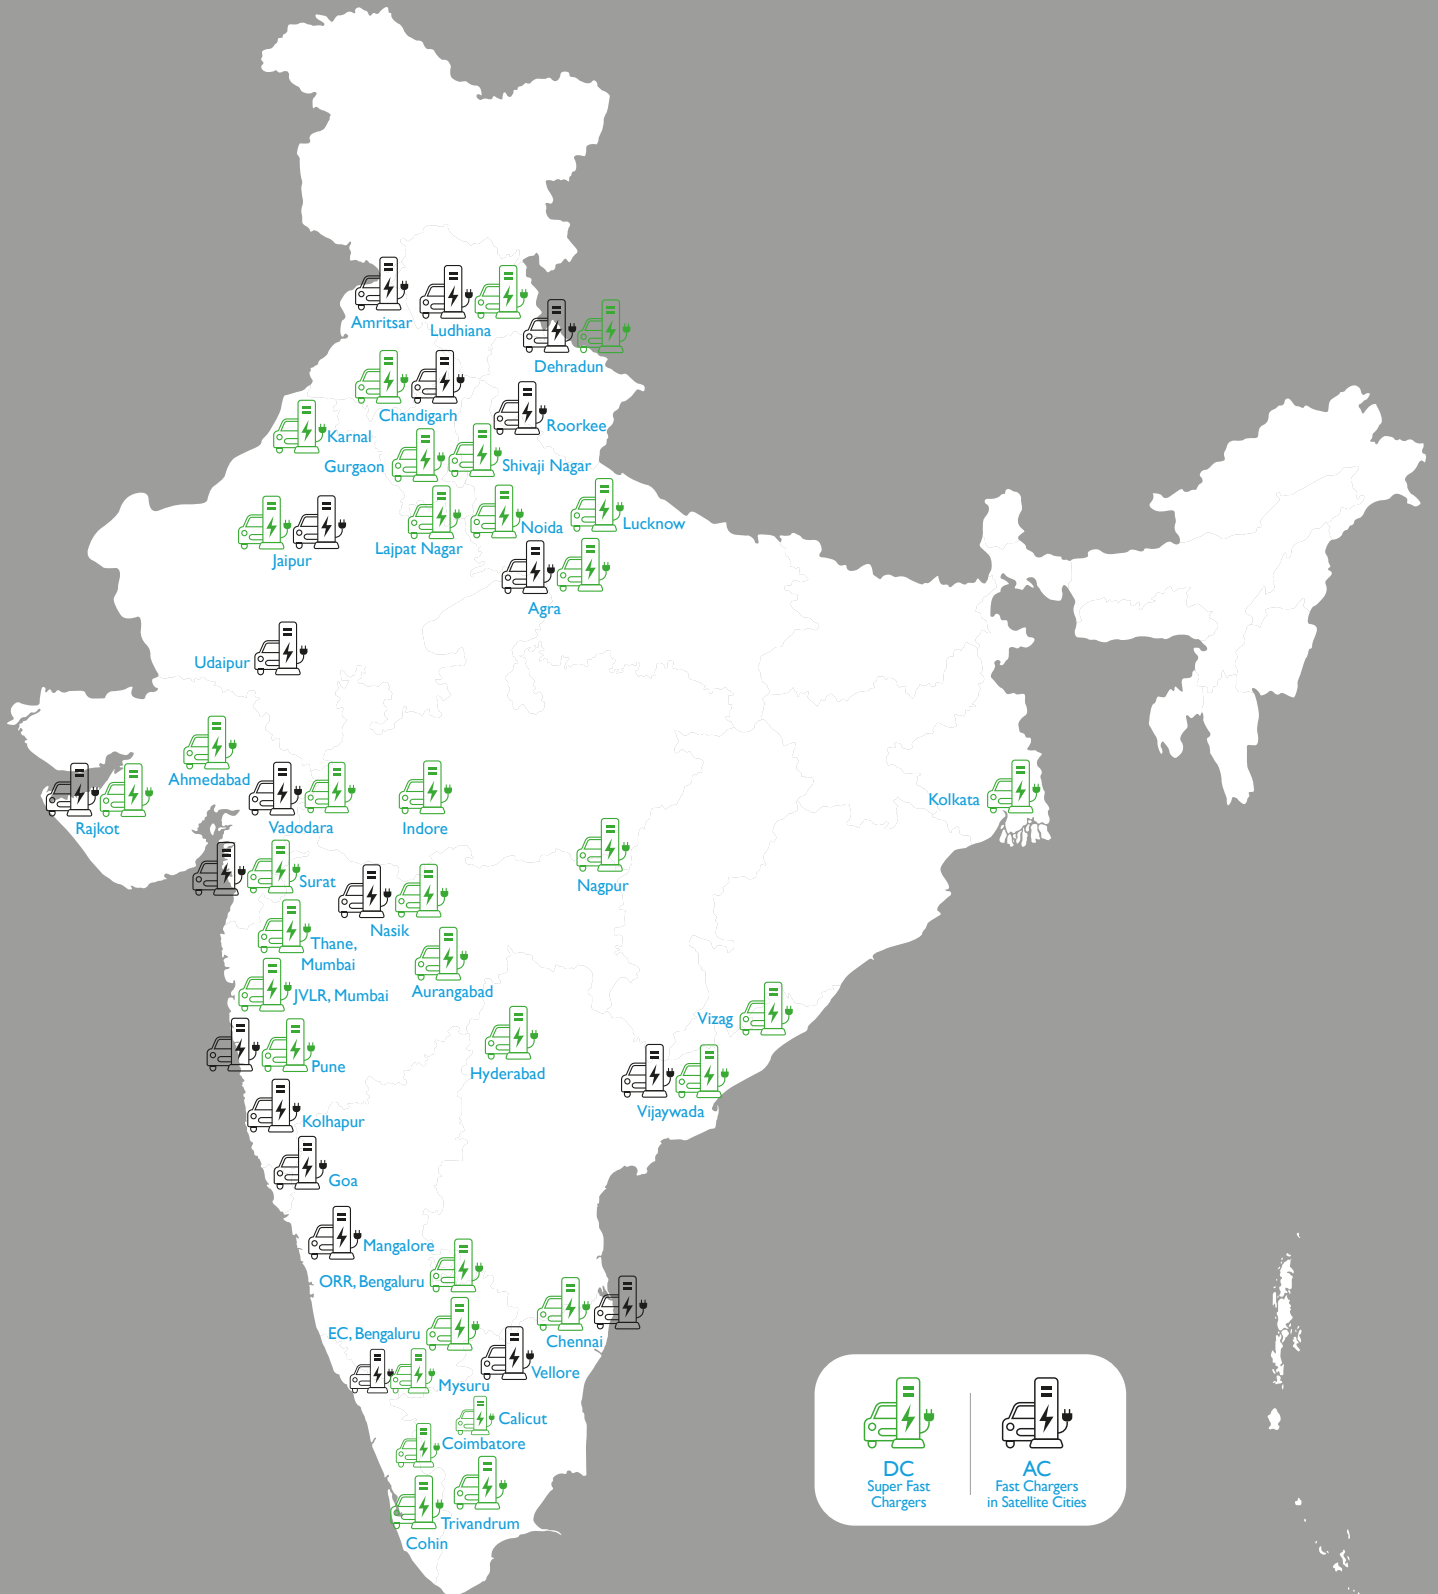 Amritsar
Ludhiana
Dehradun
Chandigarh
Roorkee
Karnal
Gurgaon
Shivaji Nagar
Lajpat Nagar
Noida
Lucknow
Jaipur
Agra
Udaipur
Ahmedabad
Rajkot
Vadodara
Indore
Kolkata
Surat
Nagpur
Nasik
Thane,
Mumbai
Aurangabad
JVLR, Mumbai
Vizag
Pune
Hyderabad
Vijaywada
Kolhapur
Goa
Mangalore
ORR, Bengaluru
EC, Bengaluru
Chennai
Vellore
Mysuru
Calicut
Coimbatore
Trivandrum
Cohin
DC
Super Fast
Chargers
AC
Fast Chargers
in Satellite Cities